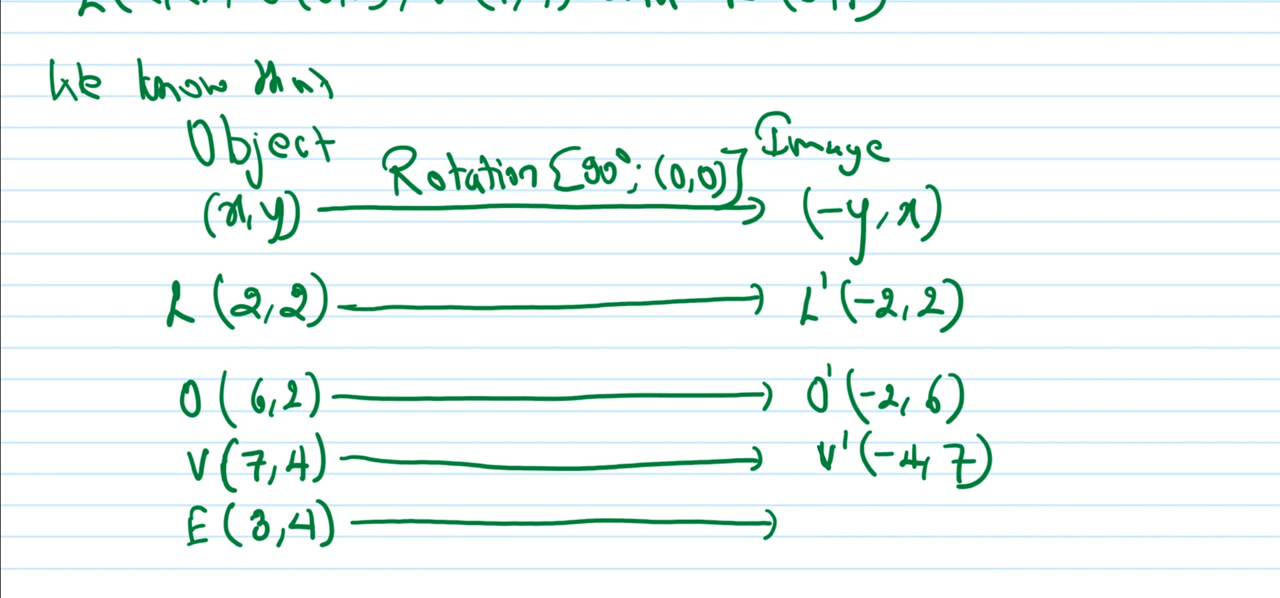 We know that
Object Rotation [90°; (0,0)] Image
(x,y) → (-y, x)
L (2,2) → L' (-2, 2)
O (6,2) → O' (-2, 6)
V (7,4) → V' (-4, 7)
E (3,4) →